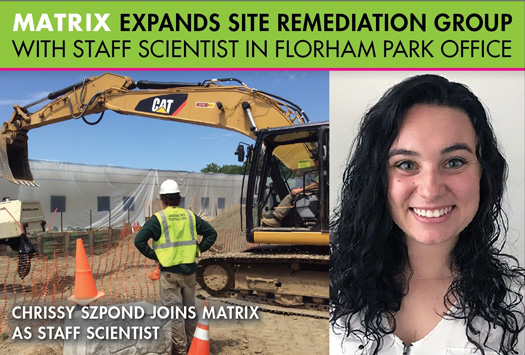 MATRIX EXPANDS SITE REMEDIATION GROUP
WITH STAFF SCIENTIST IN FLORHAM PARK OFFICE
CAT
CHRISSY SZPOND JOINS MATRIX
AS STAFF SCIENTIST